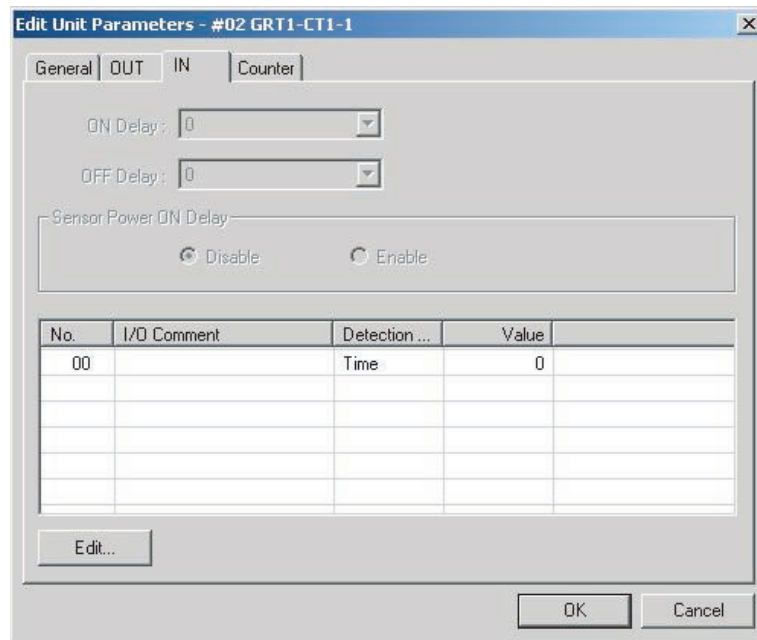 Edit Unit Parameters - #02 GRT1-CT1-1
General OUT IN Counter
ON Delay : 0
OFF Delay : 0
Sensor Power ON Delay
Disable Enable
No. I/O Comment Detection ... Value
00 Time 0
Edit...
OK Cancel